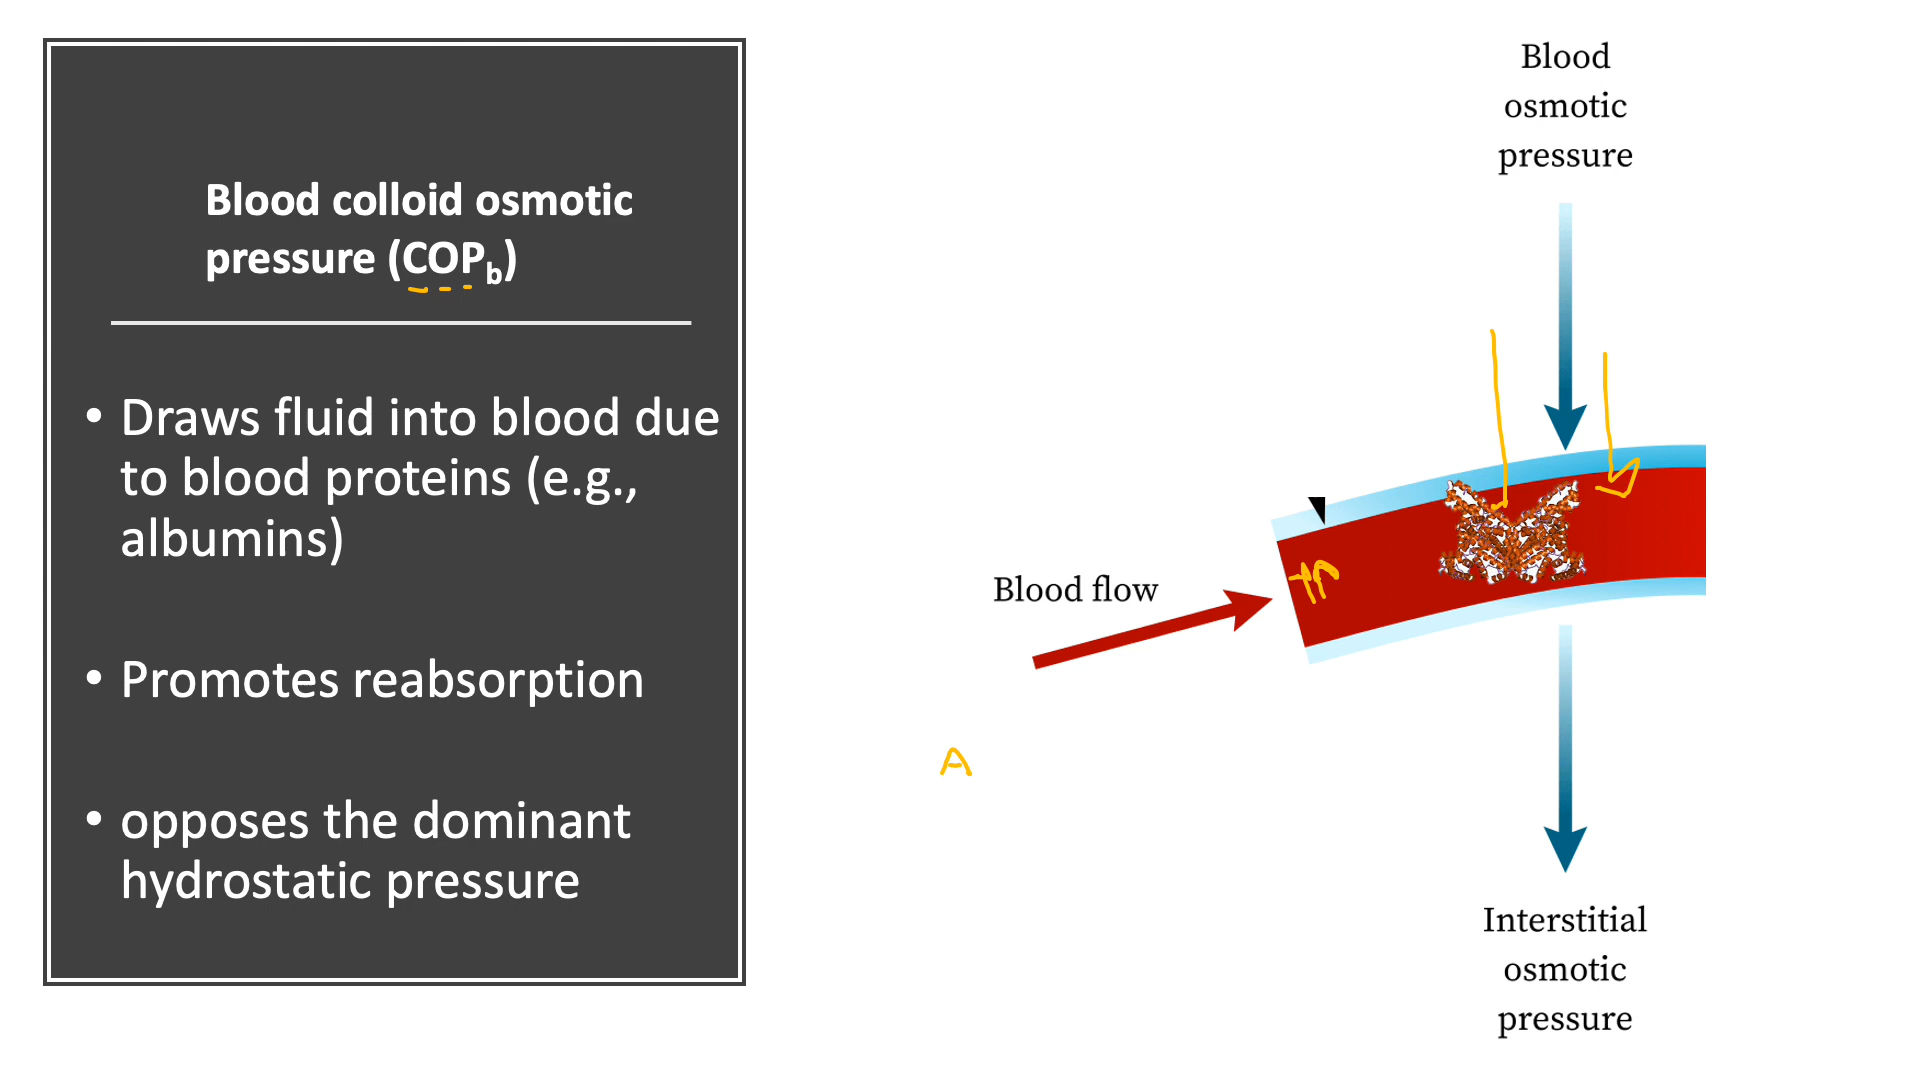 Blood colloid osmotic
pressure (COPb)
• Draws fluid into blood due
to blood proteins (e.g.,
albumins)
• Promotes reabsorption
• opposes the dominant
hydrostatic pressure
Blood
osmotic
pressure
Blood flow
A
Interstitial
osmotic
pressure